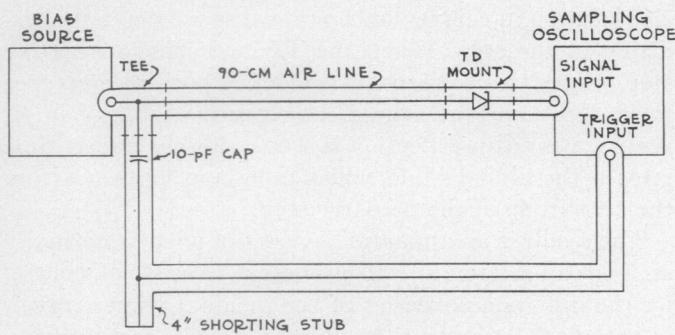 BIAS
SOURCE
SAMPLING
OSCILLOSCOPE
TEE
90-CM AIR LINE
TD
MOUNT
SIGNAL
INPUT
TRIGGER
INPUT
10-pF CAP
4" SHORTING STUB